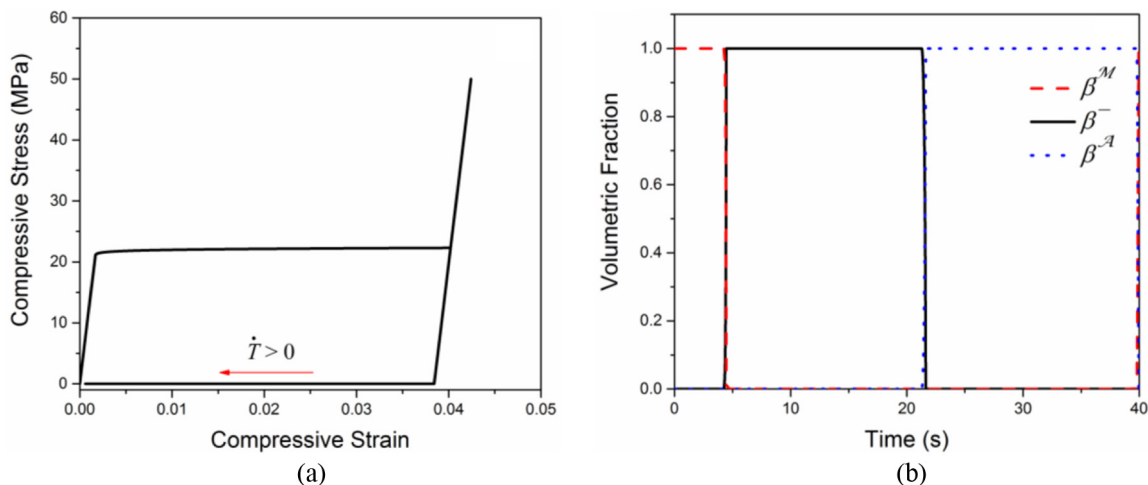 60
50
40
30
20
10
0
0.00 0.01 0.02 0.03 0.04 0.05
Compressive Stress (MPa)
Compressive Strain
Ṫ > 0
(a)
1.0
0.8
0.6
0.4
0.2
0.0
0 10 20 30 40
Volumetric Fraction
Time (s)
βᴹ
β⁻
βᴬ
(b)